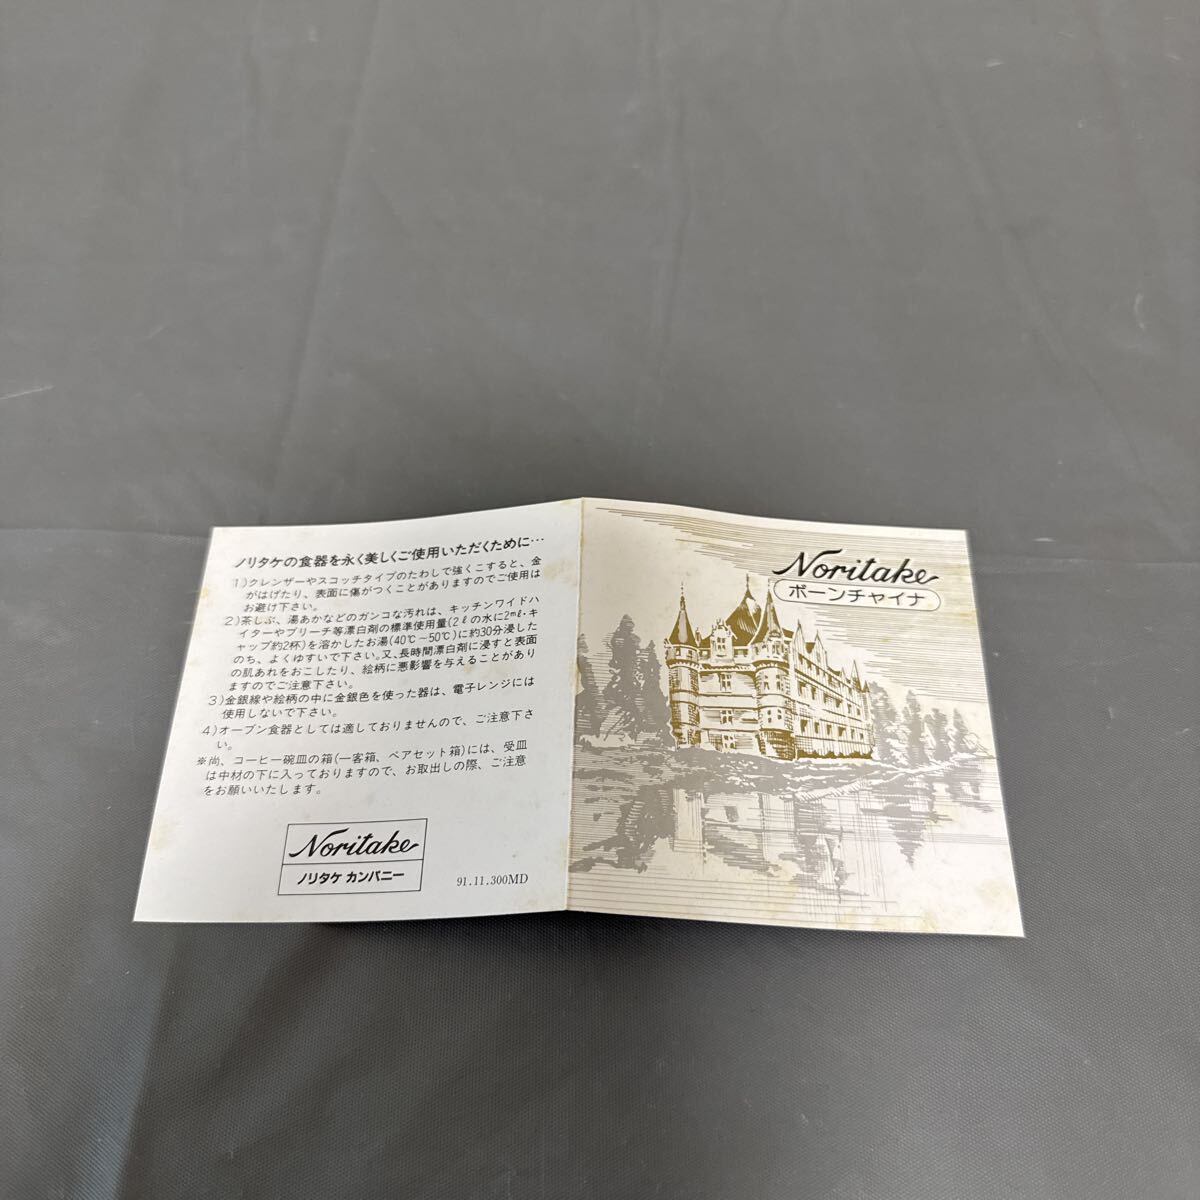 ノリタケの食器を永く美しくご使用いただくために…
1)クレンザーやスコッチタイプのたわしで強くこすると、金
がはげたり、表面に傷がつくことがありますのでご使用は
お避け下さい。
2)茶しぶ、湯あかなどのガンコな汚れは、キッチンワイドハ
イターやブリーチ等漂白剤の標準使用量(2ℓの水に2mℓ・キ
ャップ約2杯)を溶かしたお湯(40℃～50℃)に約30分浸した
のち、よくゆすいで下さい。又、長時間漂白剤に浸すと表面
の肌あれをおこしたり、絵柄に悪影響を与えることがあり
ますのでご注意下さい。
3)金銀線や絵柄の中に金銀色を使った器は、電子レンジには
使用しないで下さい。
4)オーブン食器としては適しておりませんので、ご注意下さ
い。
※尚、コーヒー碗皿の箱(一客箱、ペアセット箱)には、受皿
は中材の下に入っておりますので、お取出しの際、ご注意
をお願いいたします。
Noritake
ノリタケ カンパニー
91.11.300MD
Noritake
ボーンチャイナ